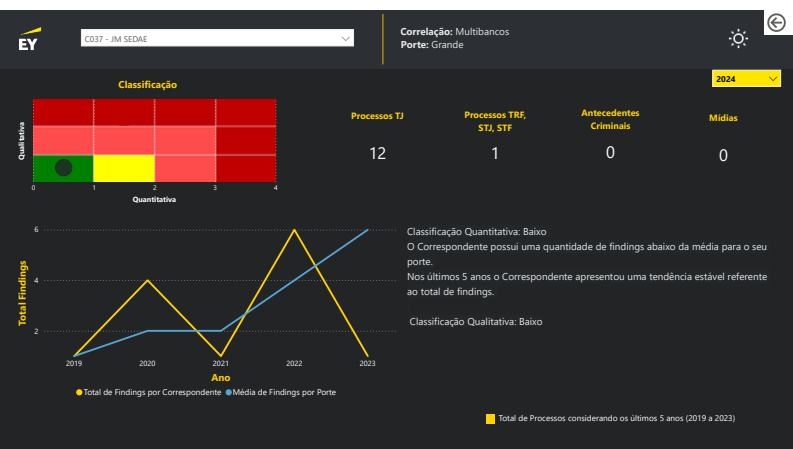 EY
C037 - JM SEDAE
Correlação: Multibancos
Porte: Grande
2024
Classificação
Qualitativa
0 1 2 3 4
Quantitativa
Processos TJ
12
Processos TRF,
STJ, STF
1
Antecedentes
Criminais
0
Mídias
0
Total Findings
6
4
2
2019 2020 2021 2022 2023
Ano
Total de Findings por Correspondente Média de Findings por Porte
Classificação Quantitativa: Baixo
O Correspondente possui uma quantidade de findings abaixo da média para o seu
porte.
Nos últimos 5 anos o Correspondente apresentou uma tendência estável referente
ao total de findings.
Classificação Qualitativa: Baixo
Total de Processos considerando os últimos 5 anos (2019 a 2023)